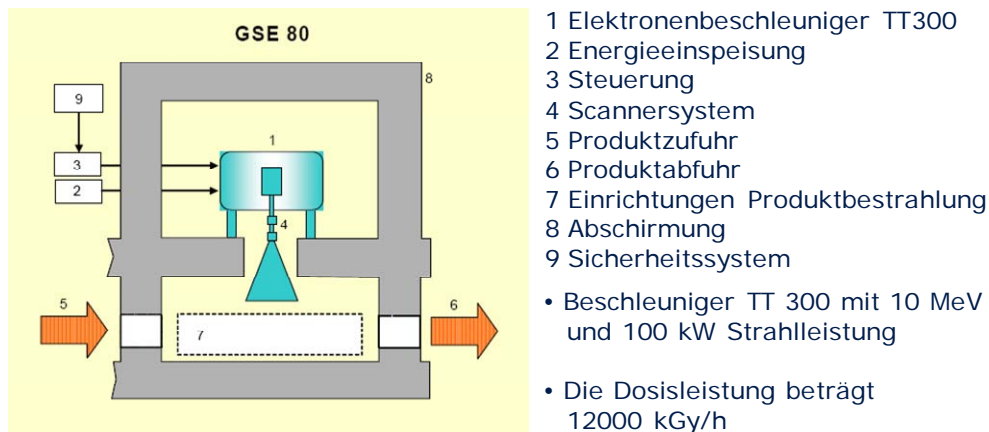 GSE 80
8
9
1
3
2
4
5
6
7
1 Elektronenbeschleuniger TT300
2 Energieeinspeisung
3 Steuerung
4 Scannersystem
5 Produktzufuhr
6 Produktabfuhr
7 Einrichtungen Produktbestrahlung
8 Abschirmung
9 Sicherheitssystem
• Beschleuniger TT 300 mit 10 MeV
und 100 kW Strahlleistung
• Die Dosisleistung beträgt
12000 kGy/h